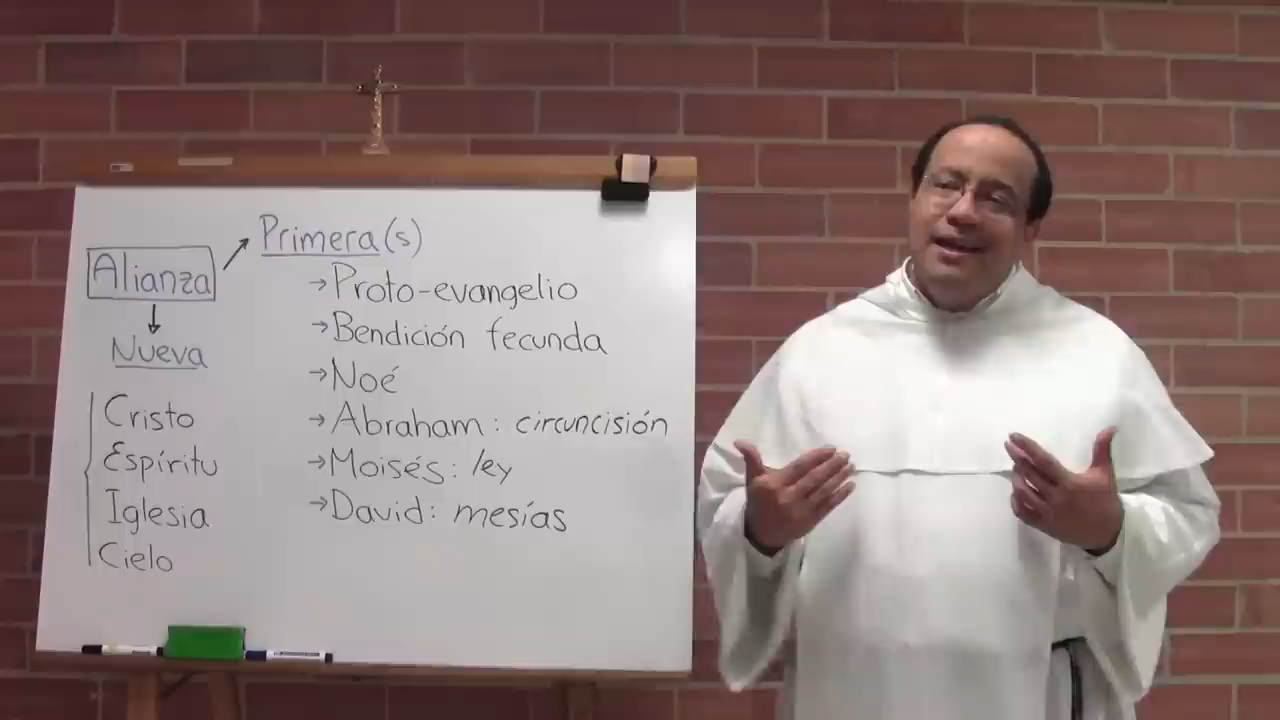 Alianza
Primera(s)
→Proto-evangelio
→Bendición fecunda
→Noé
→Abraham: circuncisión
→Moisés: ley
→David: mesías
Nueva
Cristo
Espíritu
Iglesia
Cielo